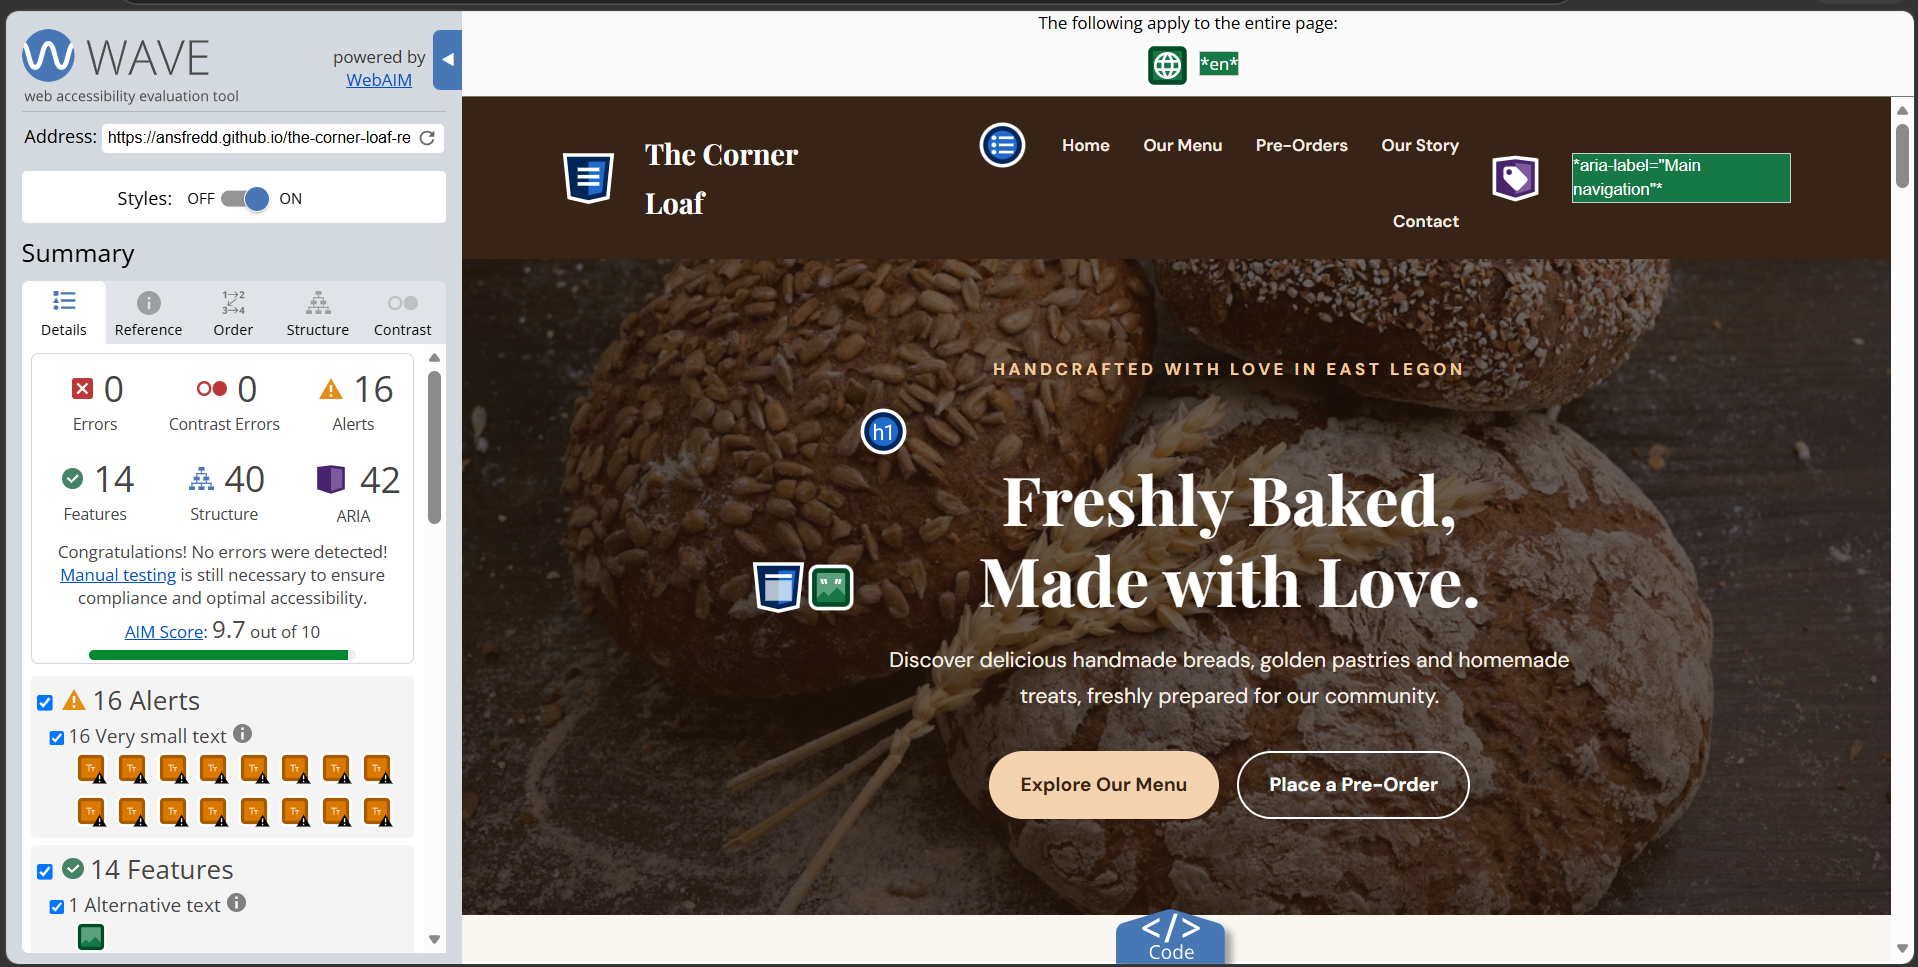 WAVE
web accessibility evaluation tool
powered by
WebAIM
Address: https://ansfredd.github.io/the-corner-loaf-re
Styles: OFF ON
Summary
Details
Reference
Order
Structure
Contrast
0
Errors
0
Contrast Errors
16
Alerts
14
Features
40
Structure
42
ARIA
Congratulations! No errors were detected!
Manual testing is still necessary to ensure
compliance and optimal accessibility.
AIM Score: 9.7 out of 10
16 Alerts
16 Very small text
14 Features
1 Alternative text
The following apply to the entire page:
*en*
The Corner
Loaf
Home
Our Menu
Pre-Orders
Our Story
Contact
*aria-label="Main
navigation"*
HANDCRAFTED WITH LOVE IN EAST LEGON
h1
Freshly Baked,
Made with Love.
Discover delicious handmade breads, golden pastries and homemade
treats, freshly prepared for our community.
Explore Our Menu
Place a Pre-Order
</>
Code